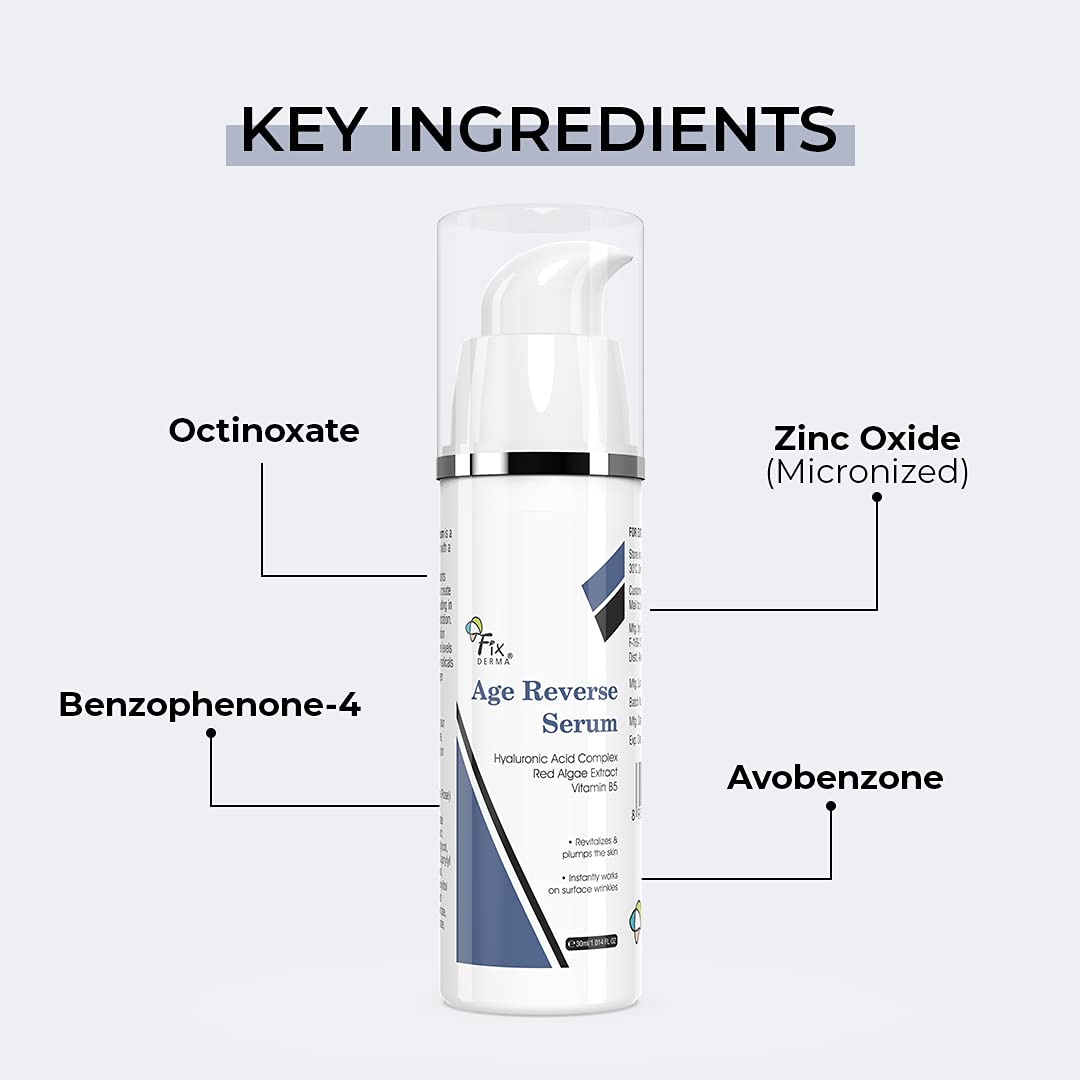 KEY INGREDIENTS
Octinoxate
Zinc Oxide
(Micronized)
Benzophenone-4
Avobenzone
Fix
DERMA®
Age Reverse
Serum
Hyaluronic Acid Complex
Red Algae Extract
Vitamin B5
• Revitalizes &
plumps the skin
• Instantly works
on surface wrinkles
℮ 30ml/1.014 FL OZ